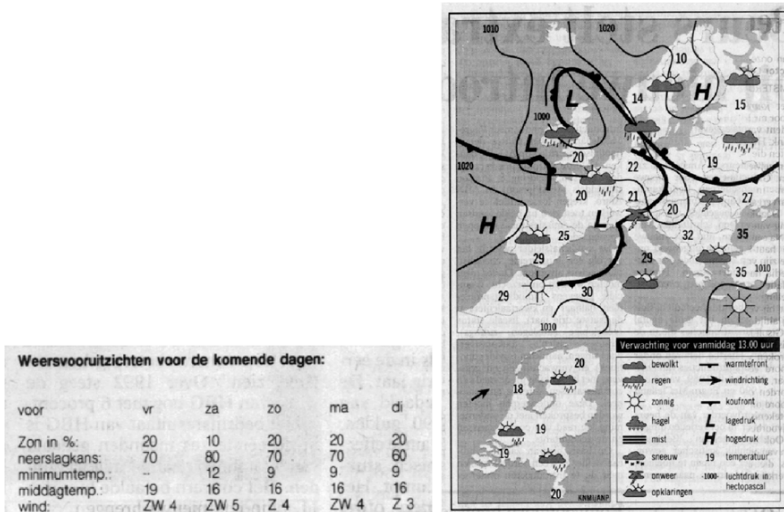 Weersvooruitzichten voor de komende dagen:
voor vr za zo ma di
Zon in %: 20 10 20 20 20
neerslagkans: 70 80 70 70 60
minimumtemp.: -- 12 9 9 9
middagtemp. 19 16 16 16 16
wind: ZW 4 ZW 5 Z 4 ZW 4 Z 3
1010
1020
10
H
15
14
L
1000
L
20
19
22
1020
20
21
20
27
H
25
L
32
35
29
29
35
1010
29
30
1010
20
18
19
19
20
KNMI/ANP
Verwachting voor vanmiddag 13.00 uur
bewolkt warmtefront
regen windrichting
zonnig koufront
hagel L lagedruk
mist H hogedruk
sneeuw 19 temperatuur
onweer -1000- luchtdruk in
opklaringen hectopascal